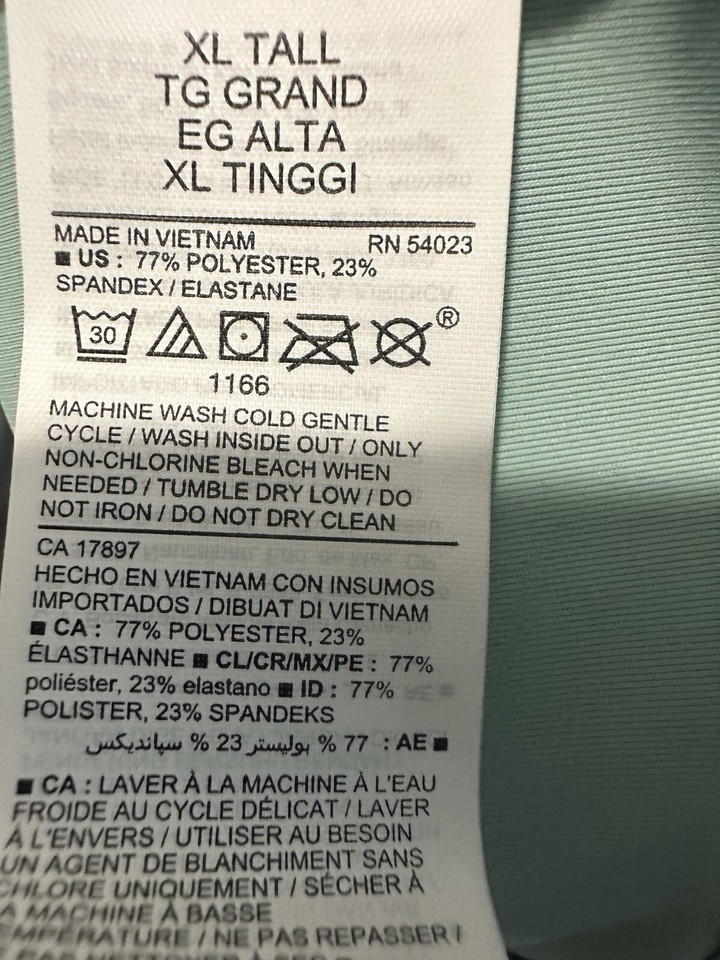 XL TALL
TG GRAND
EG ALTA
XL TINGGI
MADE IN VIETNAM RN 54023
■ US : 77% POLYESTER, 23%
SPANDEX / ELASTANE
30 ®
1166
MACHINE WASH COLD GENTLE
CYCLE / WASH INSIDE OUT / ONLY
NON-CHLORINE BLEACH WHEN
NEEDED / TUMBLE DRY LOW / DO
NOT IRON / DO NOT DRY CLEAN
CA 17897
HECHO EN VIETNAM CON INSUMOS
IMPORTADOS / DIBUAT DI VIETNAM
■ CA : 77% POLYESTER, 23%
ÉLASTHANNE ■ CL/CR/MX/PE : 77%
poliéster, 23% elastano ■ ID : 77%
POLISTER, 23% SPANDEKS
■ AE : 77 % بوليستر 23 % سپانديكس
■ CA : LAVER À LA MACHINE À L'EAU
FROIDE AU CYCLE DÉLICAT / LAVER
À L'ENVERS / UTILISER AU BESOIN
UN AGENT DE BLANCHIMENT SANS
CHLORE UNIQUEMENT / SÉCHER À
A MACHINE À BASSE
EMPÉRATURE / NE PAS REPASSER /